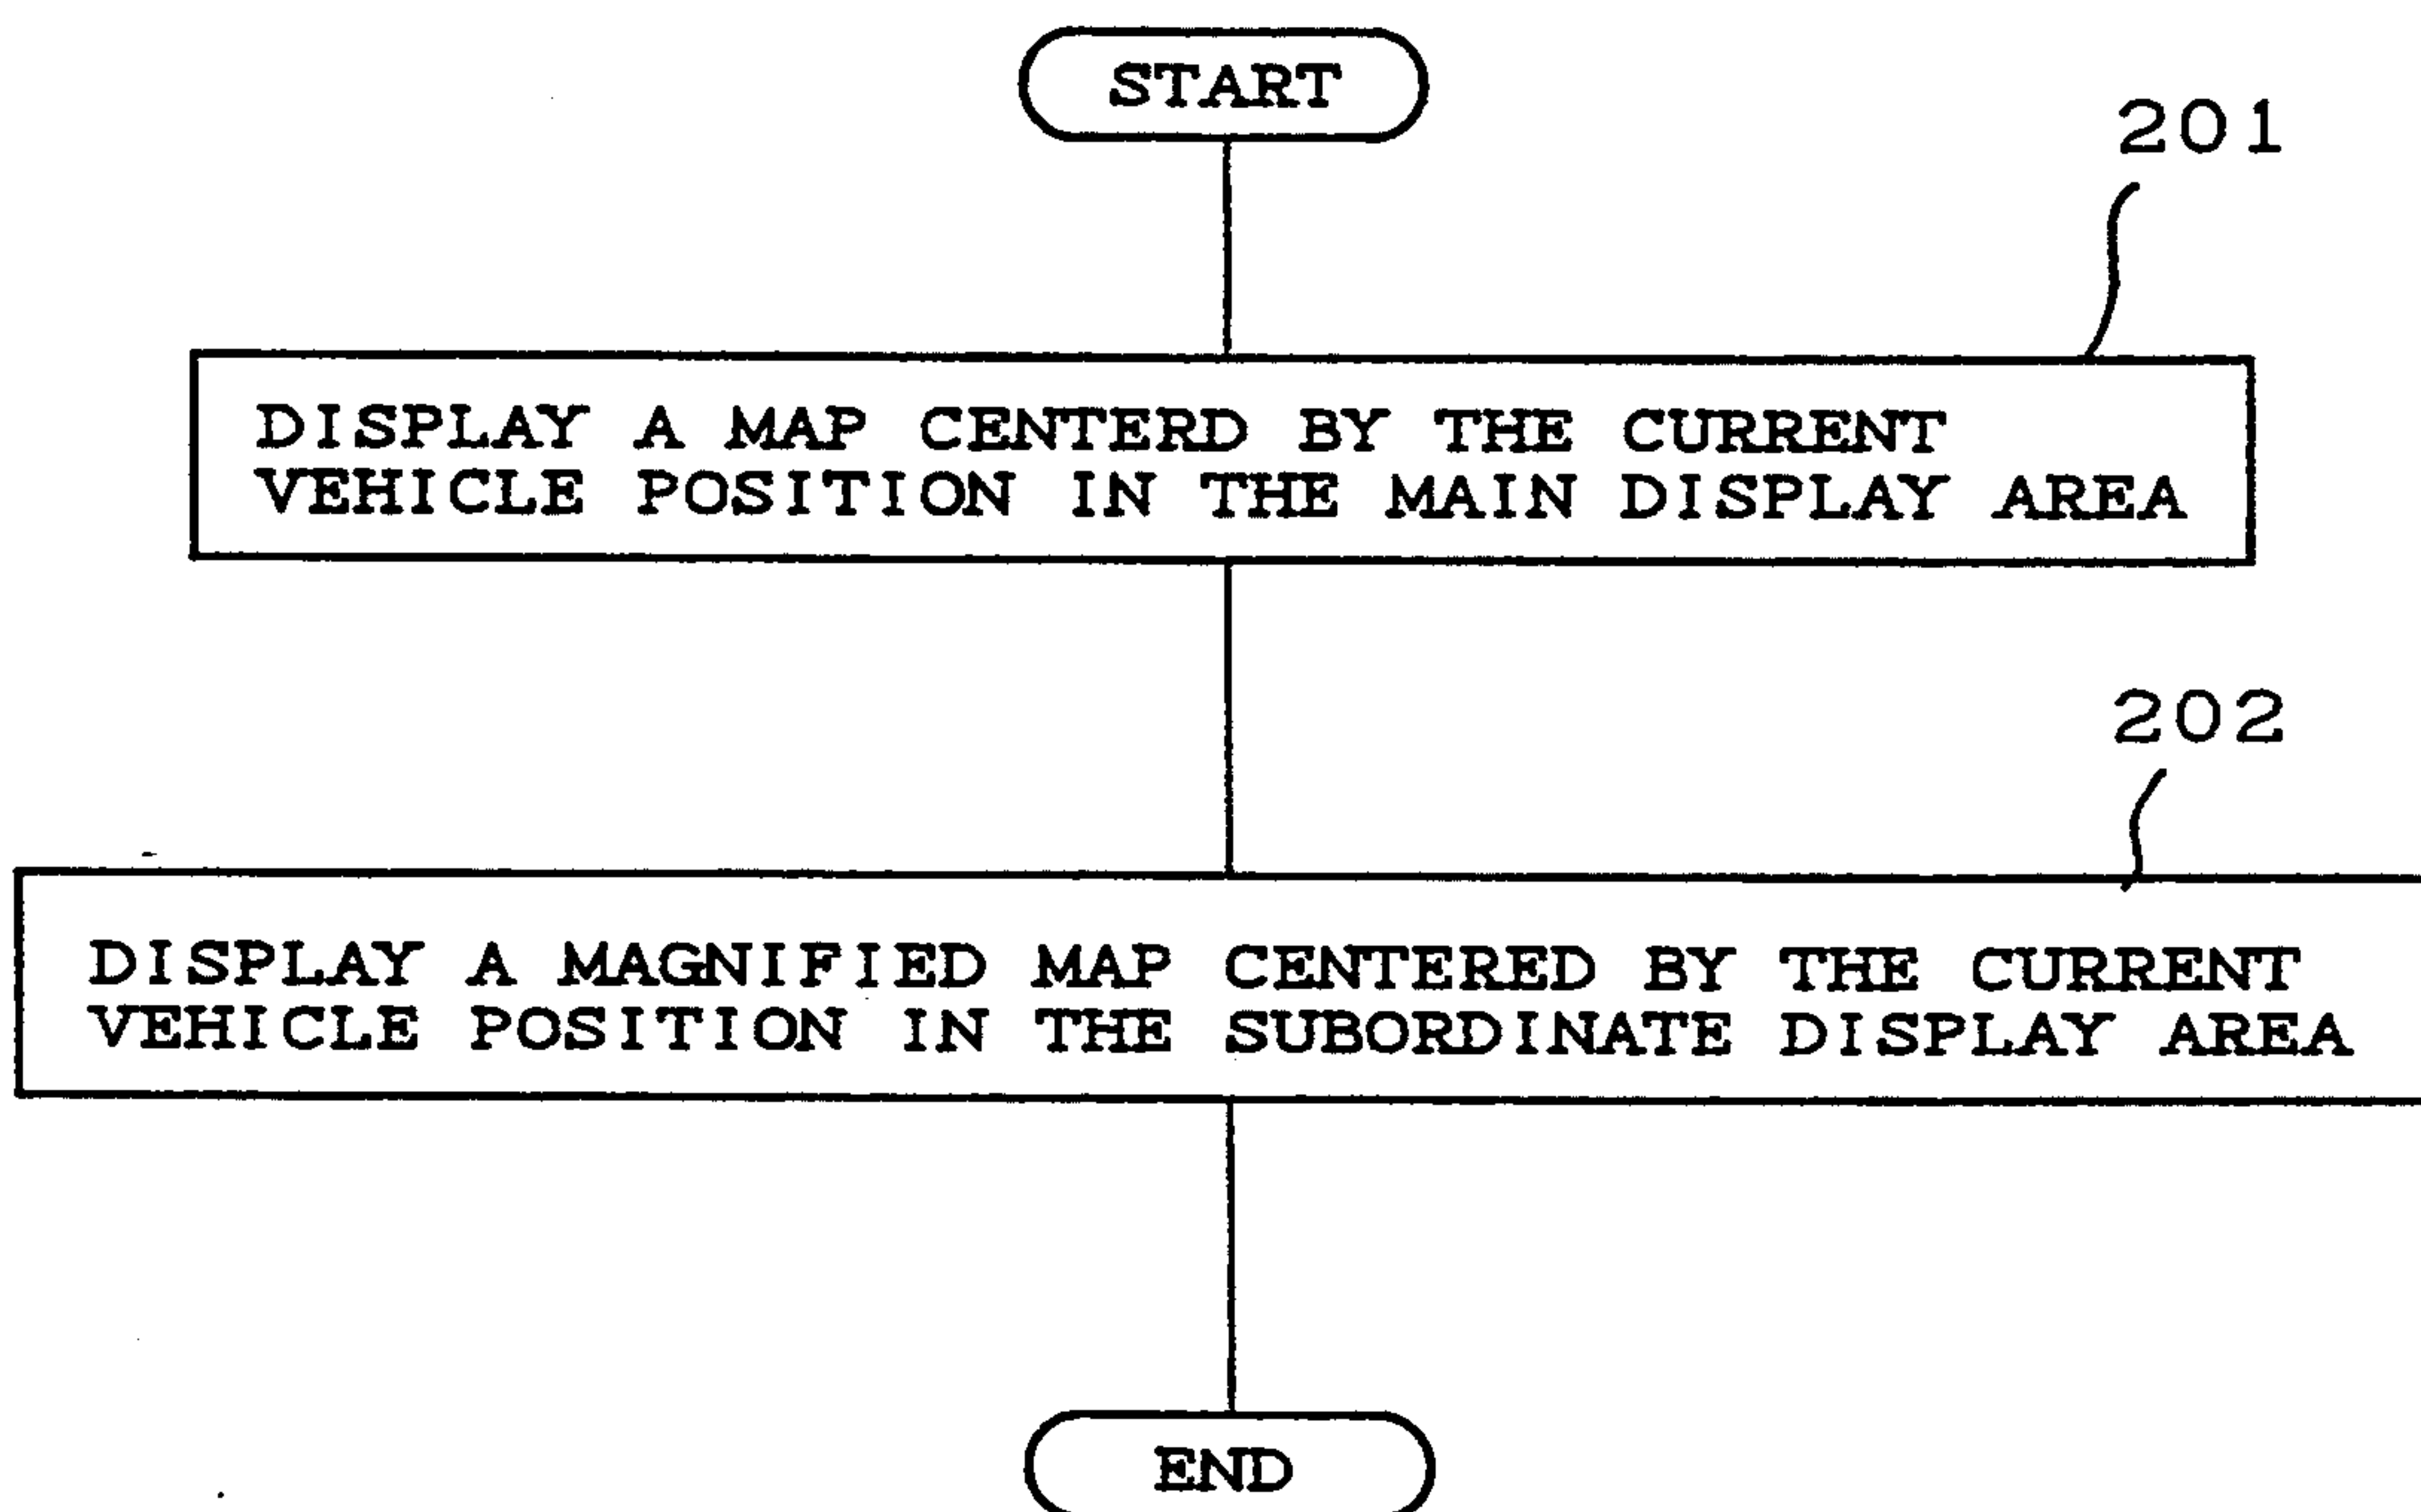 START
201
DISPLAY A MAP CENTERD BY THE CURRENT
VEHICLE POSITION IN THE MAIN DISPLAY AREA
202
DISPLAY A MAGNIFIED MAP CENTERED BY THE CURRENT
VEHICLE POSITION IN THE SUBORDINATE DISPLAY AREA
END